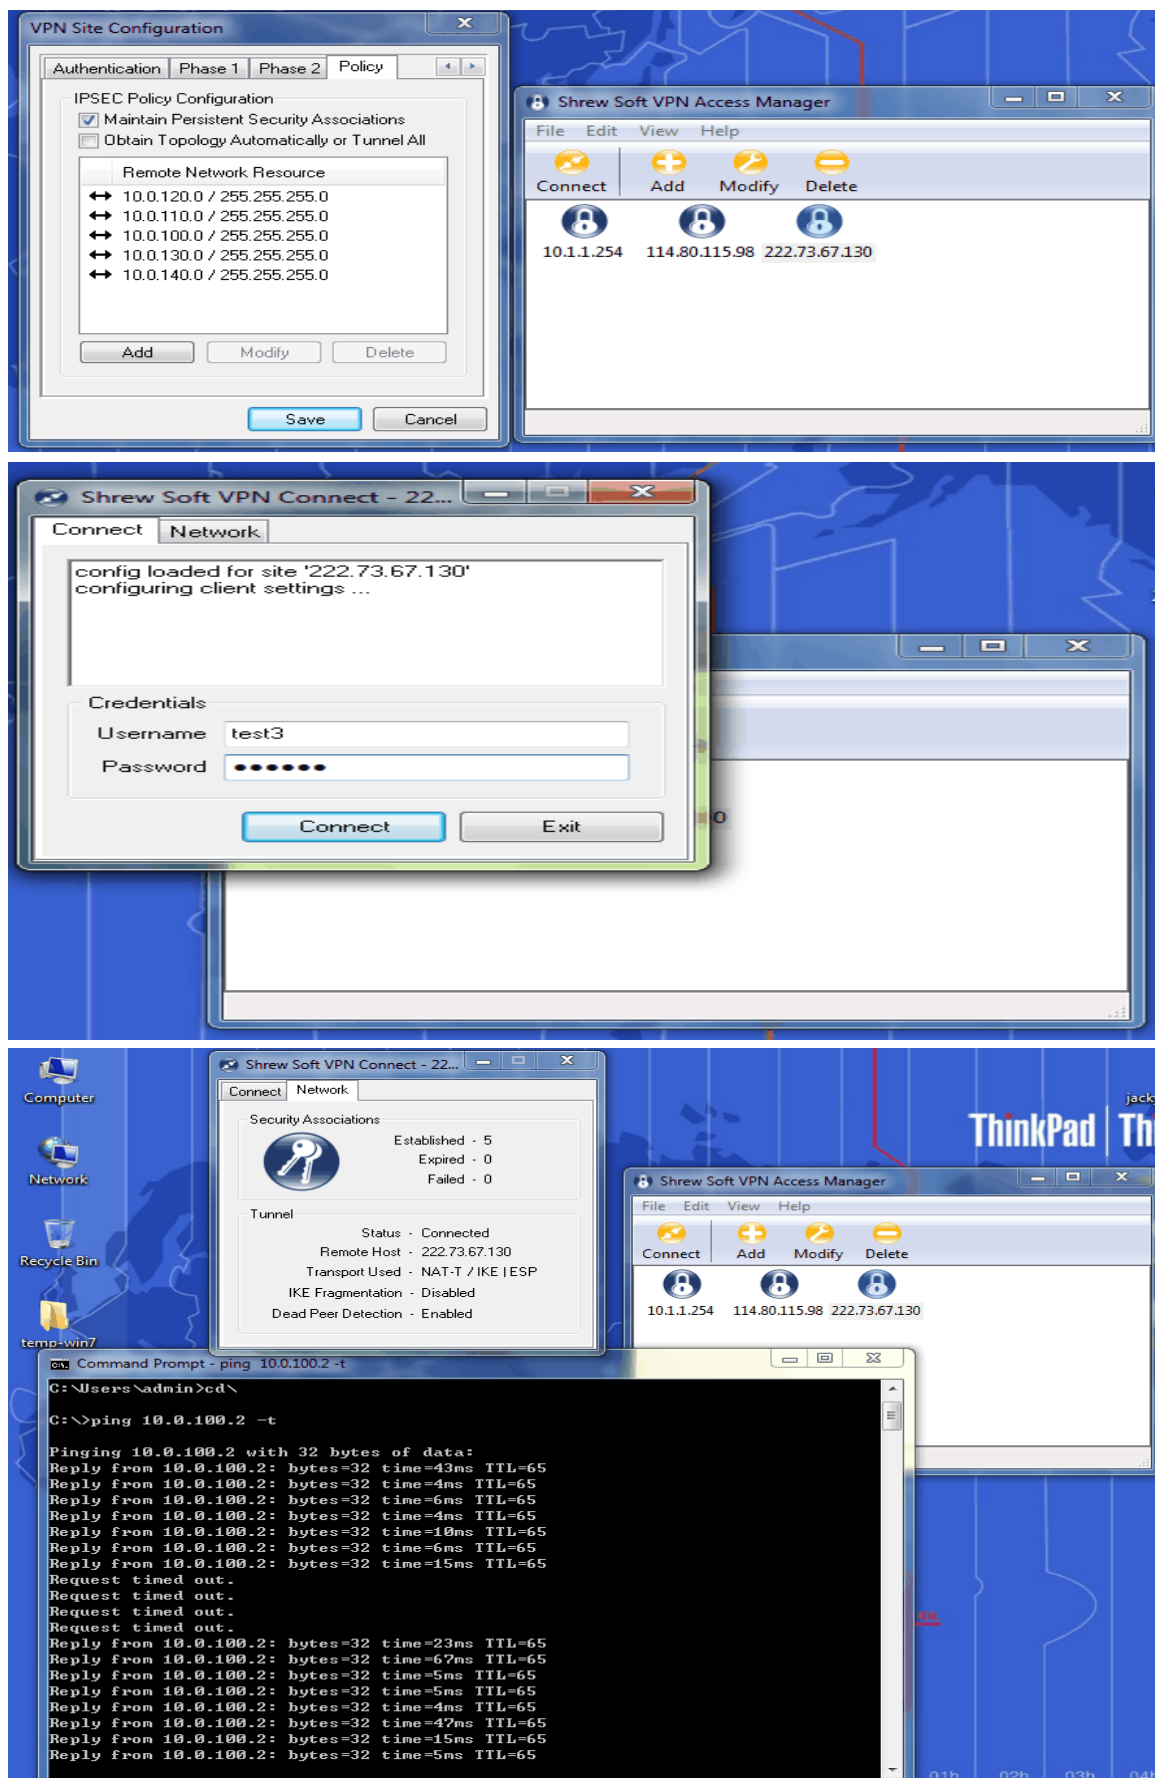 VPN Site Configuration
Authentication Phase 1 Phase 2 Policy
IPSEC Policy Configuration
Maintain Persistent Security Associations
Obtain Topology Automatically or Tunnel All
Remote Network Resource
10.0.120.0 / 255.255.255.0
10.0.110.0 / 255.255.255.0
10.0.100.0 / 255.255.255.0
10.0.130.0 / 255.255.255.0
10.0.140.0 / 255.255.255.0
Add Modify Delete
Save Cancel
Shrew Soft VPN Access Manager
File Edit View Help
Connect Add Modify Delete
10.1.1.254 114.80.115.98 222.73.67.130
Shrew Soft VPN Connect - 22...
Connect Network
config loaded for site '222.73.67.130'
configuring client settings ...
Credentials
Username test3
Password ●●●●●●
Connect Exit
0
Computer
Network
Recycle Bin
temp-win7
Shrew Soft VPN Connect - 22...
Connect Network
Security Associations
Established - 5
Expired - 0
Failed - 0
Tunnel
Status - Connected
Remote Host - 222.73.67.130
Transport Used - NAT-T / IKE | ESP
IKE Fragmentation - Disabled
Dead Peer Detection - Enabled
jack
ThinkPad Th
Shrew Soft VPN Access Manager
File Edit View Help
Connect Add Modify Delete
10.1.1.254 114.80.115.98 222.73.67.130
Command Prompt - ping 10.0.100.2 -t
C:\Users\admin>cd\
C:\>ping 10.0.100.2 -t
Pinging 10.0.100.2 with 32 bytes of data:
Reply from 10.0.100.2: bytes=32 time=43ms TTL=65
Reply from 10.0.100.2: bytes=32 time=4ms TTL=65
Reply from 10.0.100.2: bytes=32 time=6ms TTL=65
Reply from 10.0.100.2: bytes=32 time=4ms TTL=65
Reply from 10.0.100.2: bytes=32 time=10ms TTL=65
Reply from 10.0.100.2: bytes=32 time=6ms TTL=65
Reply from 10.0.100.2: bytes=32 time=15ms TTL=65
Request timed out.
Request timed out.
Request timed out.
Request timed out.
Reply from 10.0.100.2: bytes=32 time=23ms TTL=65
Reply from 10.0.100.2: bytes=32 time=67ms TTL=65
Reply from 10.0.100.2: bytes=32 time=5ms TTL=65
Reply from 10.0.100.2: bytes=32 time=5ms TTL=65
Reply from 10.0.100.2: bytes=32 time=4ms TTL=65
Reply from 10.0.100.2: bytes=32 time=47ms TTL=65
Reply from 10.0.100.2: bytes=32 time=15ms TTL=65
Reply from 10.0.100.2: bytes=32 time=5ms TTL=65
01h 02h 03h 04h